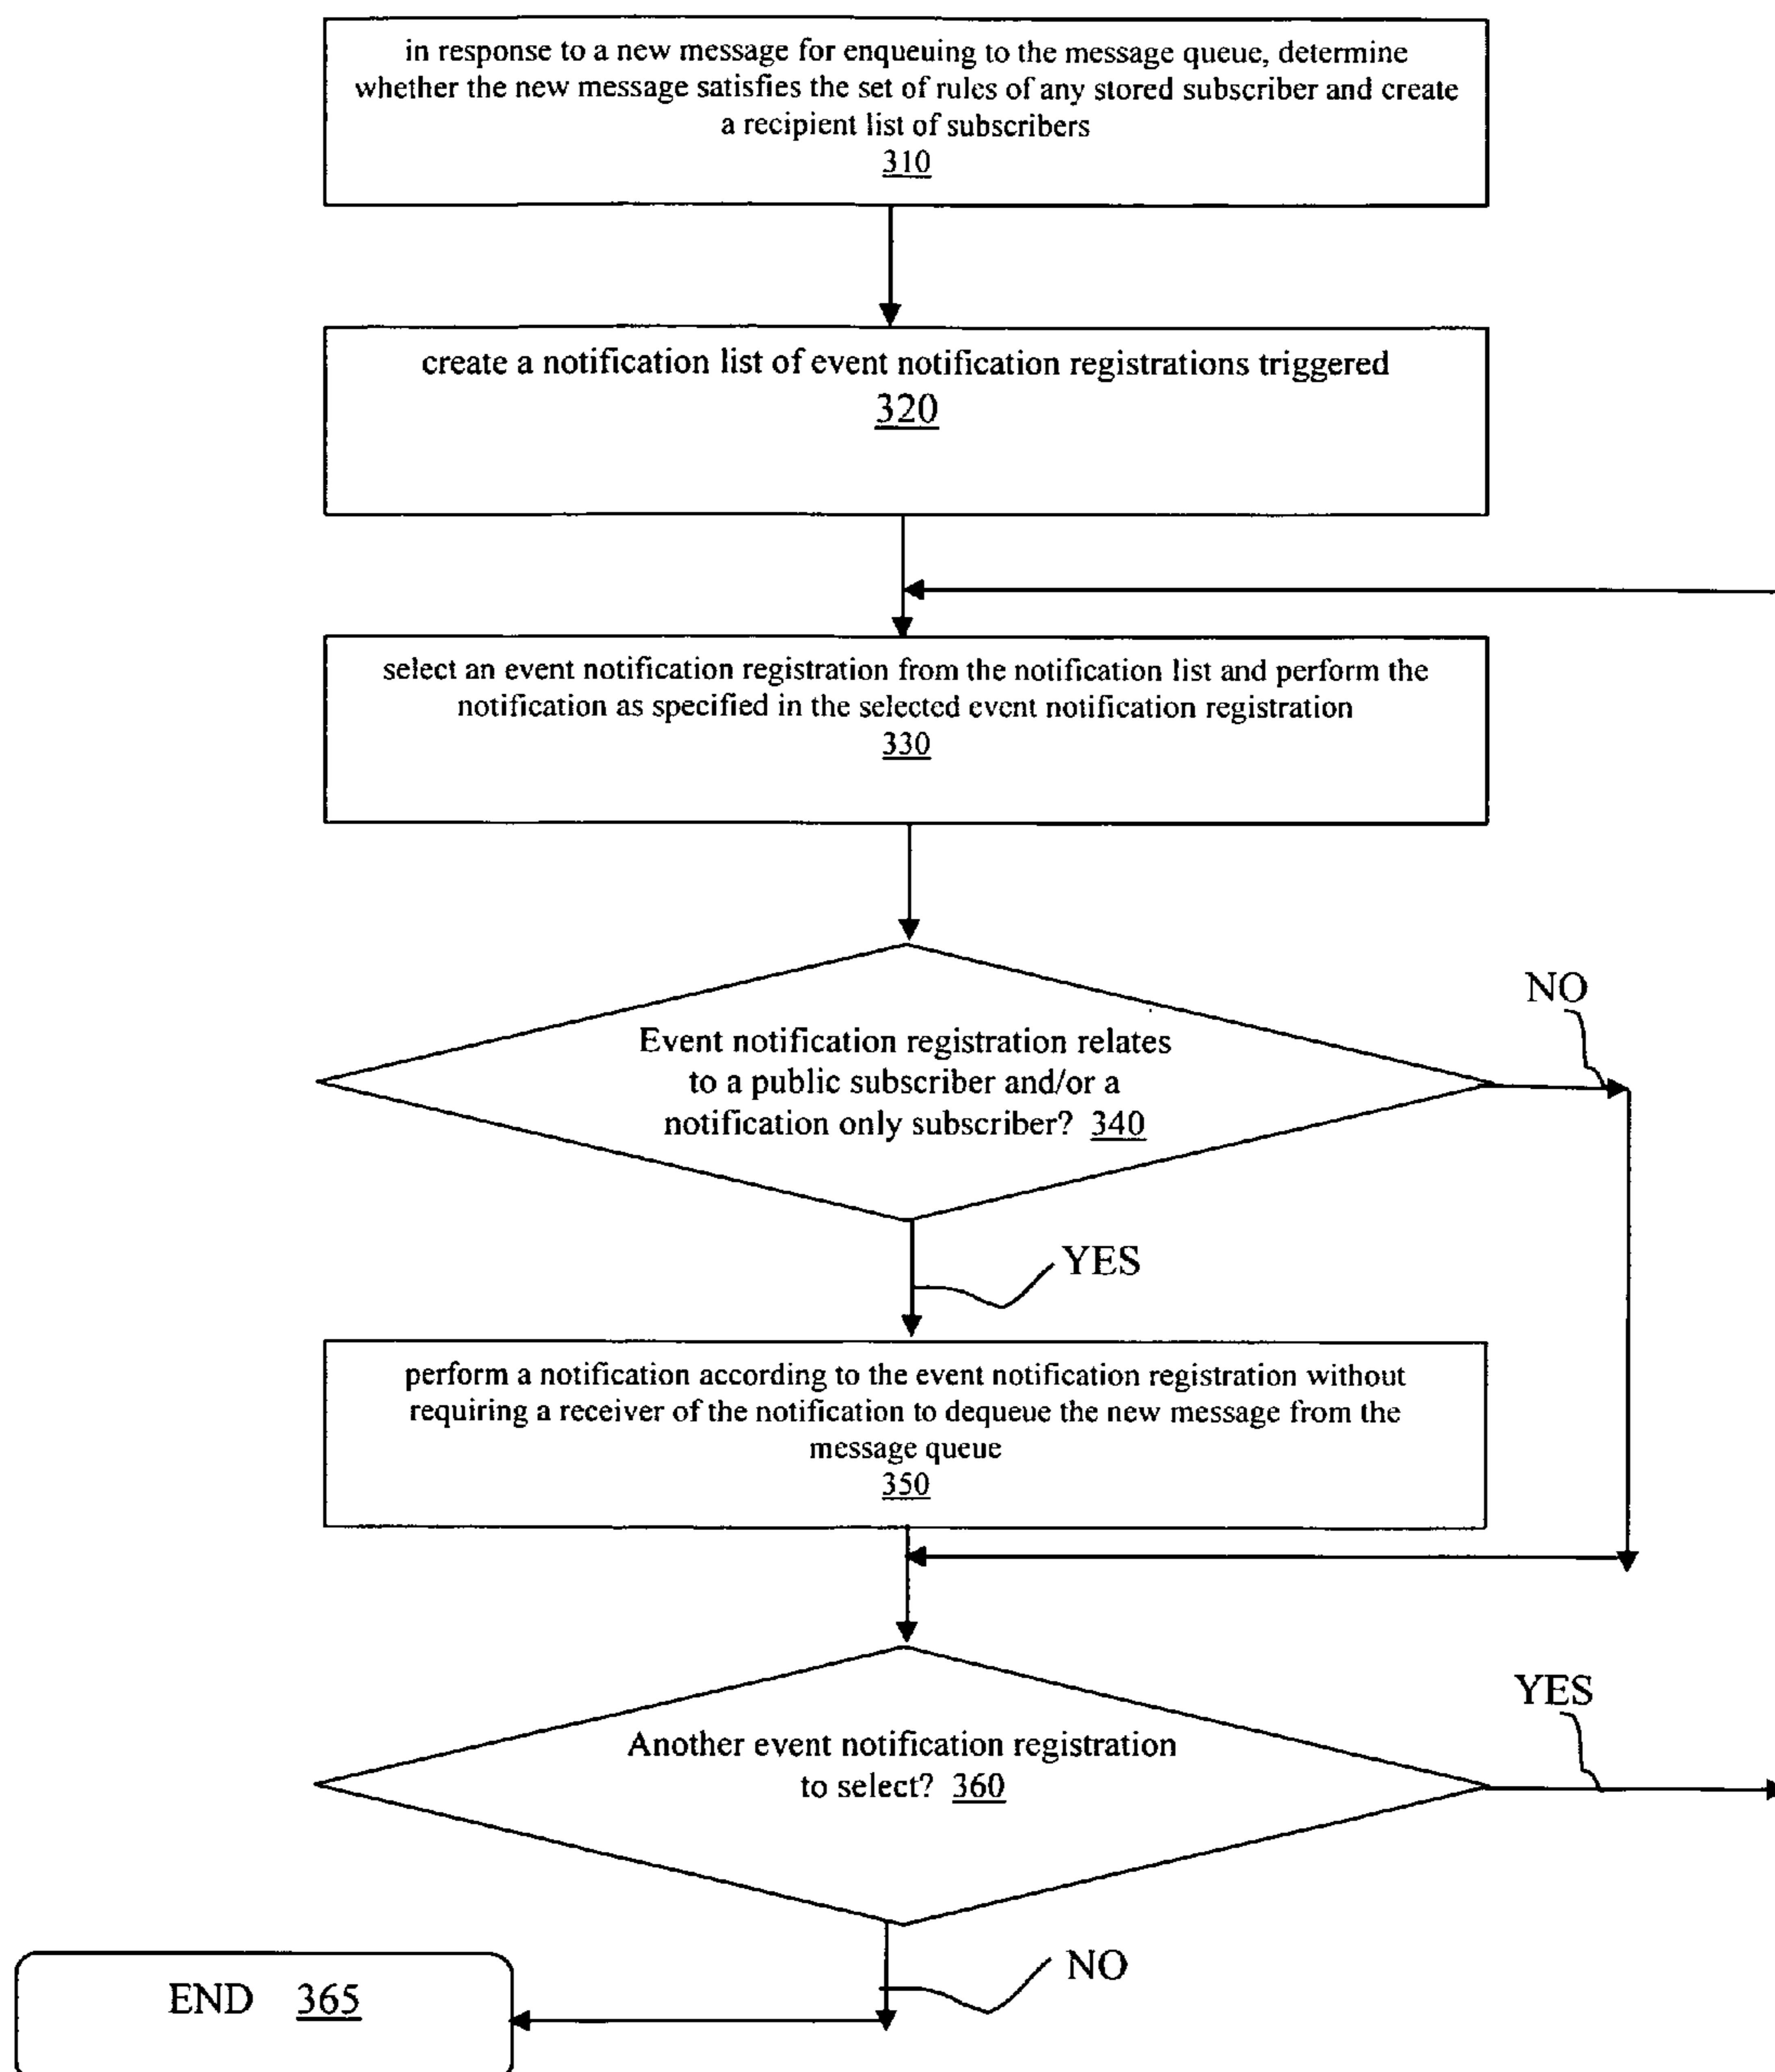 in response to a new message for enqueuing to the message queue, determine
whether the new message satisfies the set of rules of any stored subscriber and create
a recipient list of subscribers
310
create a notification list of event notification registrations triggered
320
select an event notification registration from the notification list and perform the
notification as specified in the selected event notification registration
330
NO
Event notification registration relates
to a public subscriber and/or a
notification only subscriber? 340
YES
perform a notification according to the event notification registration without
requiring a receiver of the notification to dequeue the new message from the
message queue
350
YES
Another event notification registration
to select? 360
NO
END 365